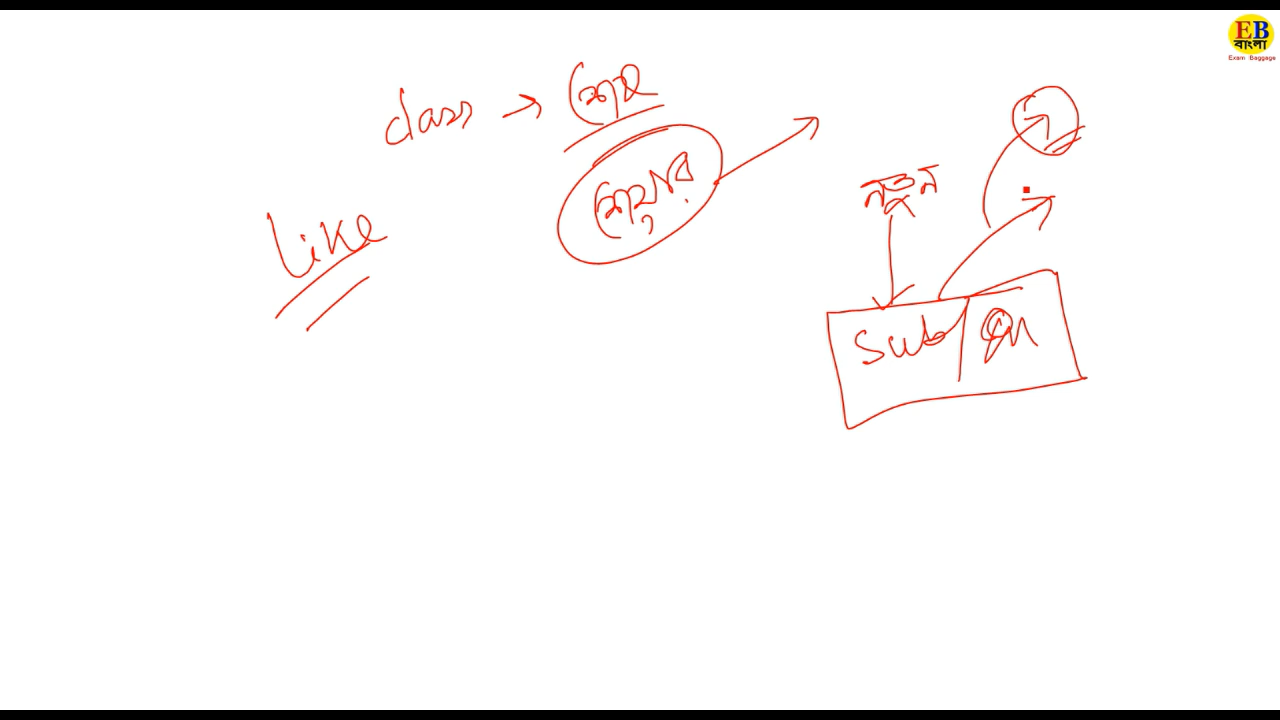 EB
বাংলা
Exam Baggage
class → শেষ
শেয়ার
Like
নতুন
Sub